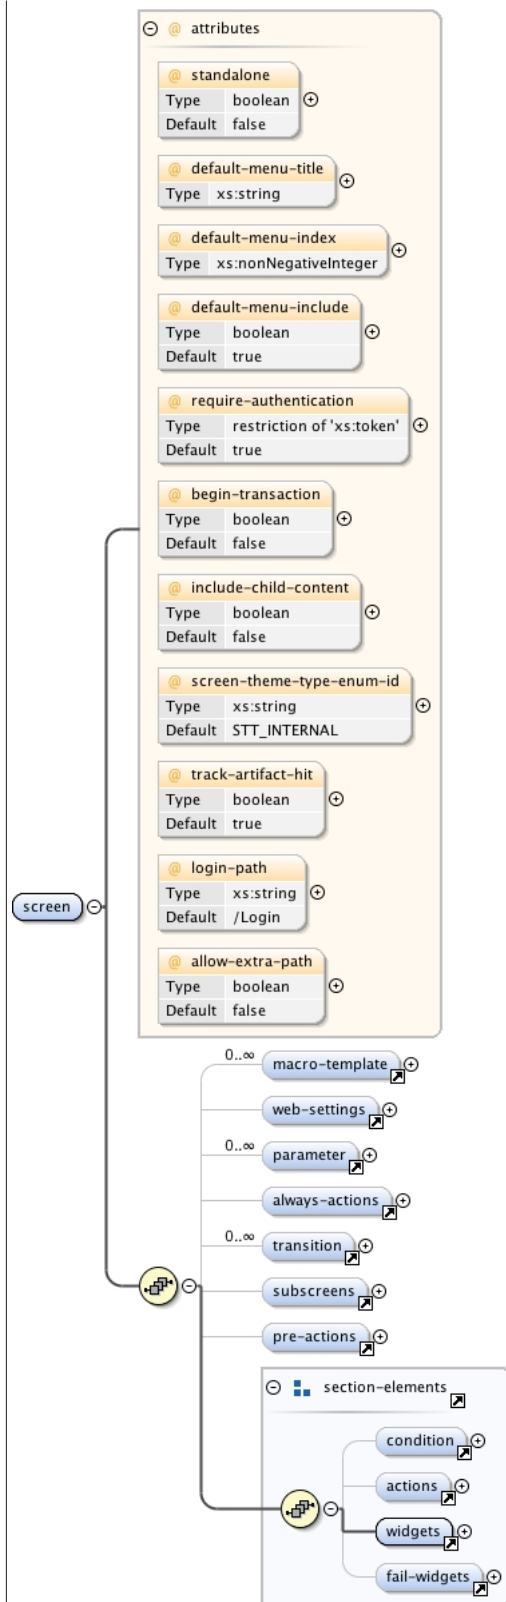 @ attributes
@ standalone
Type boolean
Default false
@ default-menu-title
Type xs:string
@ default-menu-index
Type xs:nonNegativeInteger
@ default-menu-include
Type boolean
Default true
@ require-authentication
Type restriction of 'xs:token'
Default true
@ begin-transaction
Type boolean
Default false
@ include-child-content
Type boolean
Default false
@ screen-theme-type-enum-id
Type xs:string
Default STT_INTERNAL
@ track-artifact-hit
Type boolean
Default true
@ login-path
Type xs:string
Default /Login
screen
@ allow-extra-path
Type boolean
Default false
0..∞ macro-template
web-settings
0..∞ parameter
always-actions
0..∞ transition
subscreens
pre-actions
section-elements
condition
actions
widgets
fail-widgets